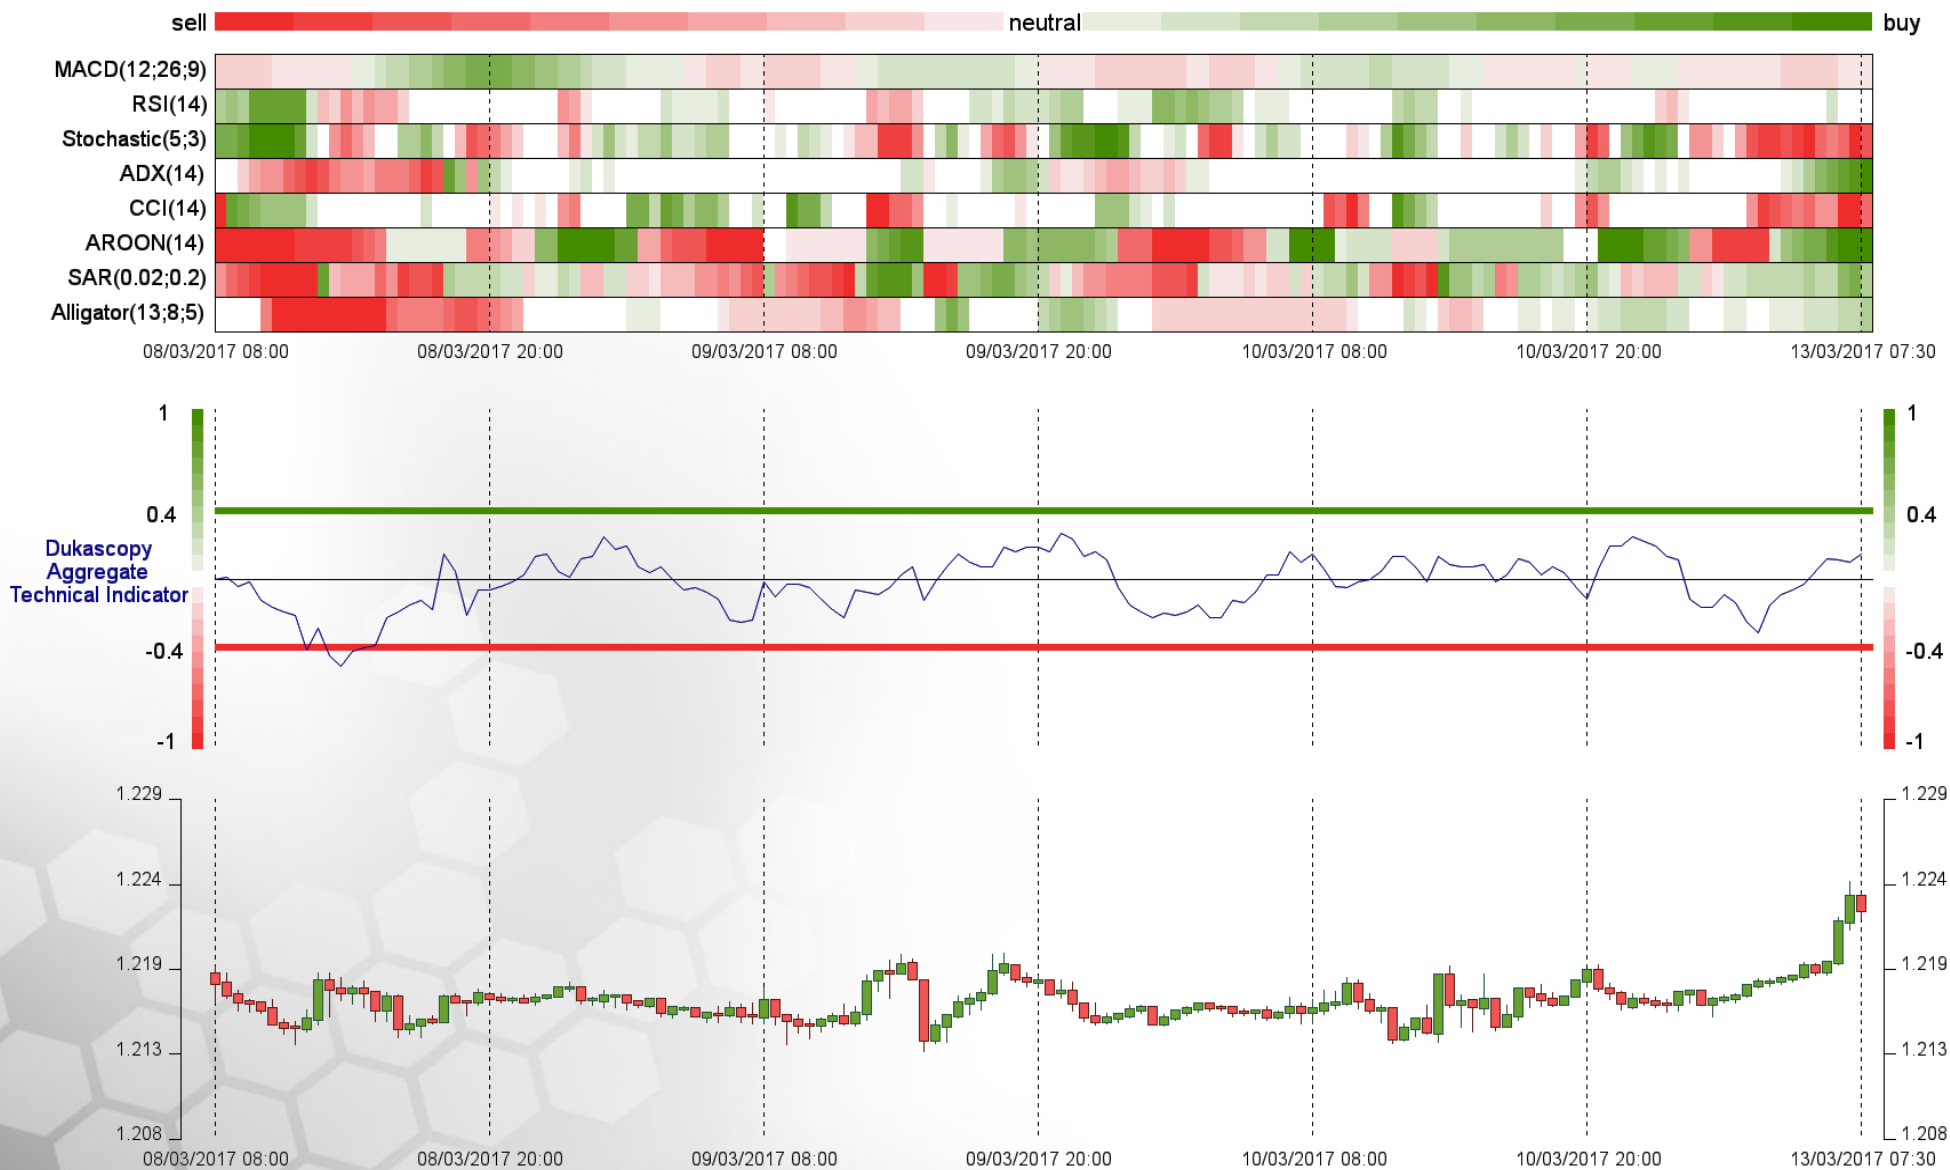 sell neutral buy
MACD(12;26;9)
RSI(14)
Stochastic(5;3)
ADX(14)
CCI(14)
AROON(14)
SAR(0.02;0.2)
Alligator(13;8;5)
08/03/2017 08:00 08/03/2017 20:00 09/03/2017 08:00 09/03/2017 20:00 10/03/2017 08:00 10/03/2017 20:00 13/03/2017 07:30
1 1
0.4 0.4
Dukascopy
Aggregate
Technical Indicator
-0.4 -0.4
-1 -1
1.229 1.229
1.224 1.224
1.219 1.219
1.213 1.213
1.208 1.208
08/03/2017 08:00 08/03/2017 20:00 09/03/2017 08:00 09/03/2017 20:00 10/03/2017 08:00 10/03/2017 20:00 13/03/2017 07:30